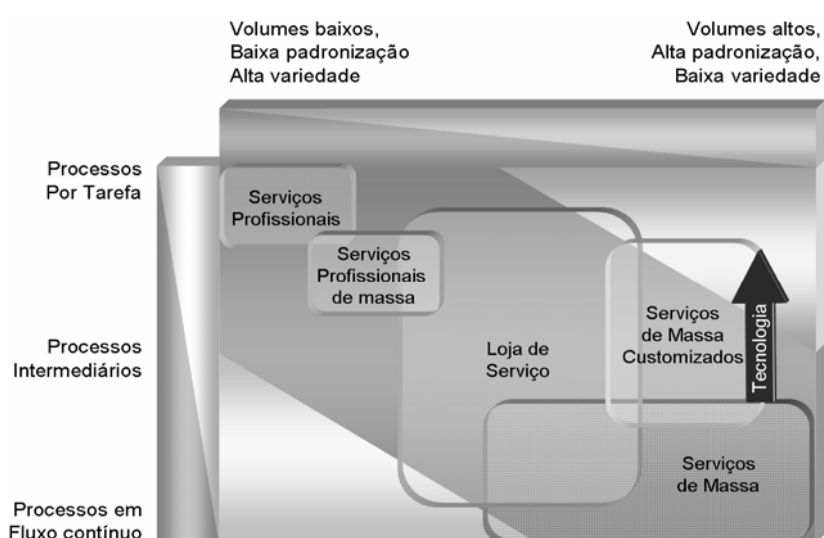 Volumes baixos,
Baixa padronização
Alta variedade
Volumes altos,
Alta padronização,
Baixa variedade
Processos
Por Tarefa
Serviços
Profissionais
Serviços
Profissionais
de massa
Processos
Intermediários
Loja de
Serviço
Serviços
de Massa
Customizados
Tecnologia
Serviços
de Massa
Processos em
Fluxo contínuo